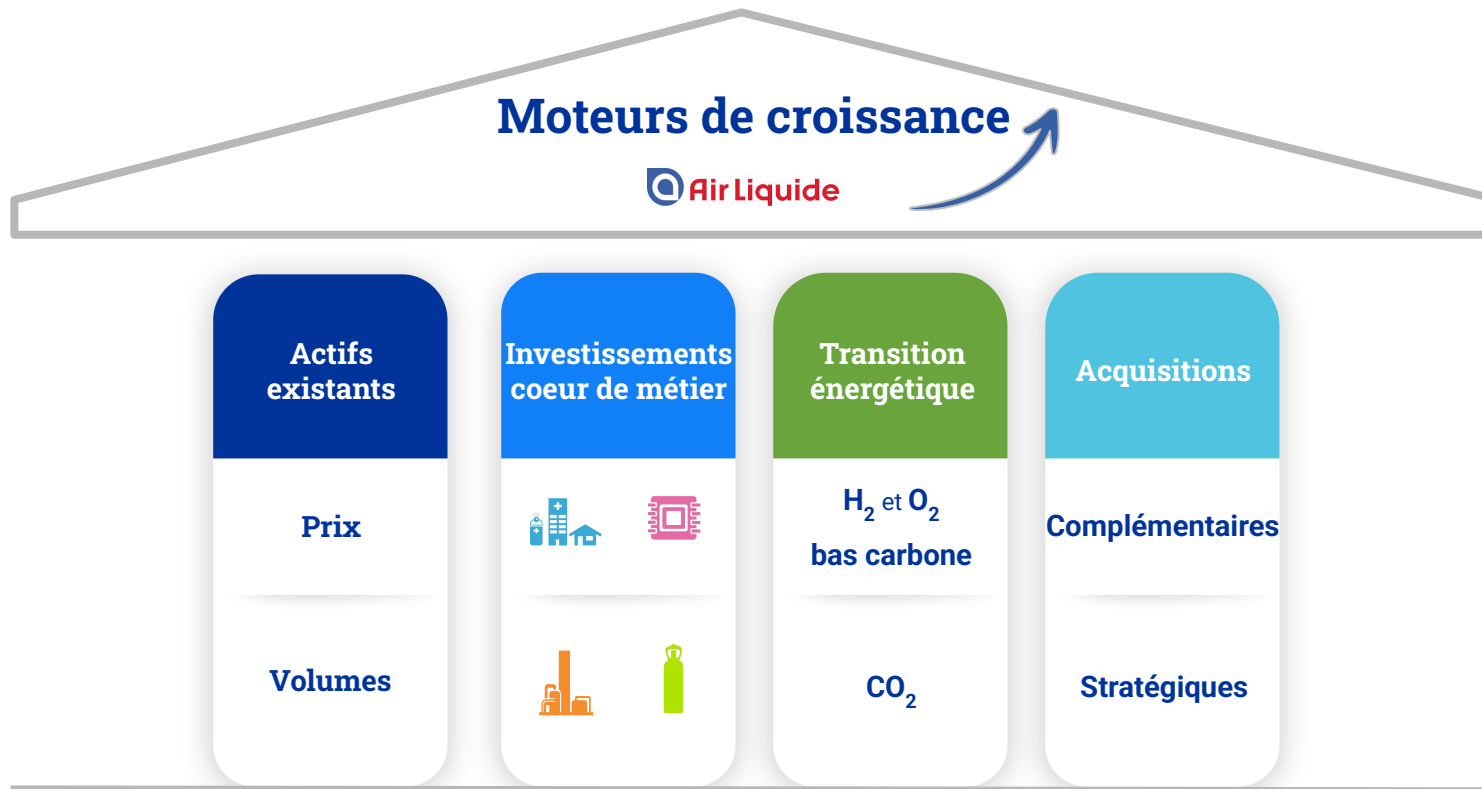 Moteurs de croissance
Air Liquide
Actifs
existants
Prix
Volumes
Investissements
coeur de métier
Transition
énergétique
H₂ et O₂
bas carbone
CO₂
Acquisitions
Complémentaires
Stratégiques